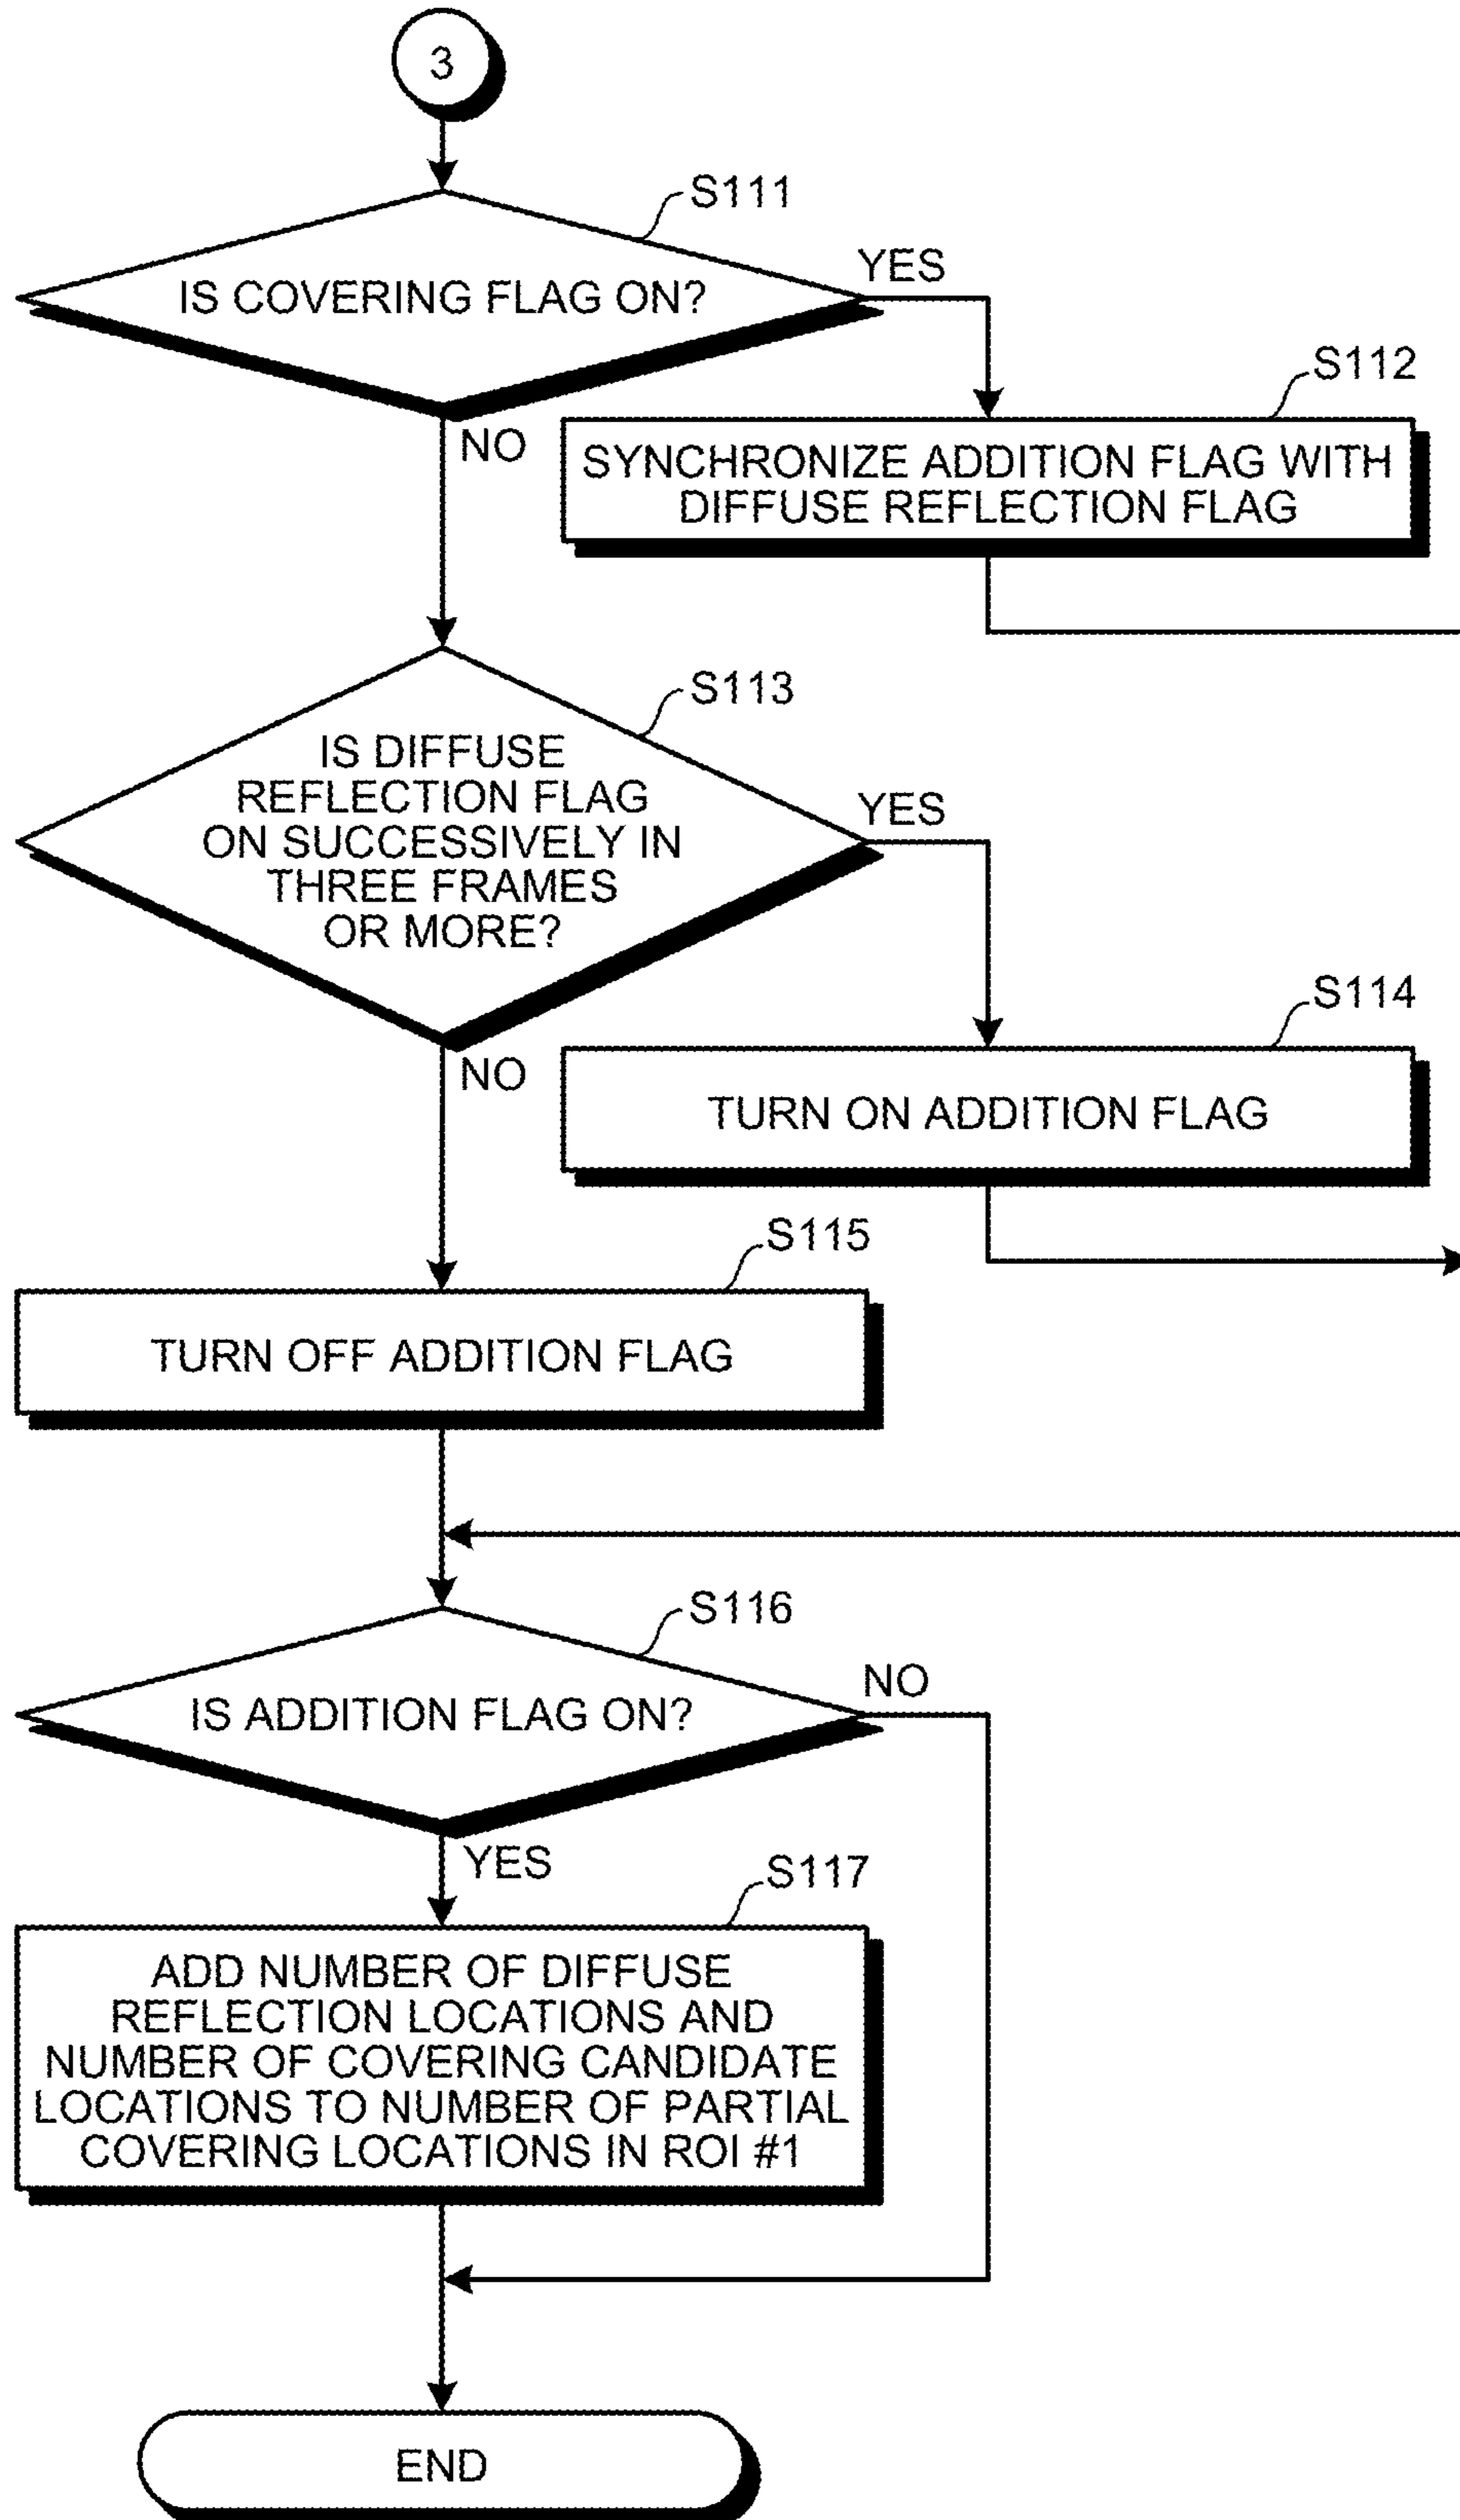 3
S111
IS COVERING FLAG ON?
YES
NO
S112
SYNCHRONIZE ADDITION FLAG WITH
DIFFUSE REFLECTION FLAG
S113
IS DIFFUSE
REFLECTION FLAG
ON SUCCESSIVELY IN
THREE FRAMES
OR MORE?
YES
NO
S114
TURN ON ADDITION FLAG
S115
TURN OFF ADDITION FLAG
S116
IS ADDITION FLAG ON?
NO
YES
S117
ADD NUMBER OF DIFFUSE
REFLECTION LOCATIONS AND
NUMBER OF COVERING CANDIDATE
LOCATIONS TO NUMBER OF PARTIAL
COVERING LOCATIONS IN ROI #1
END